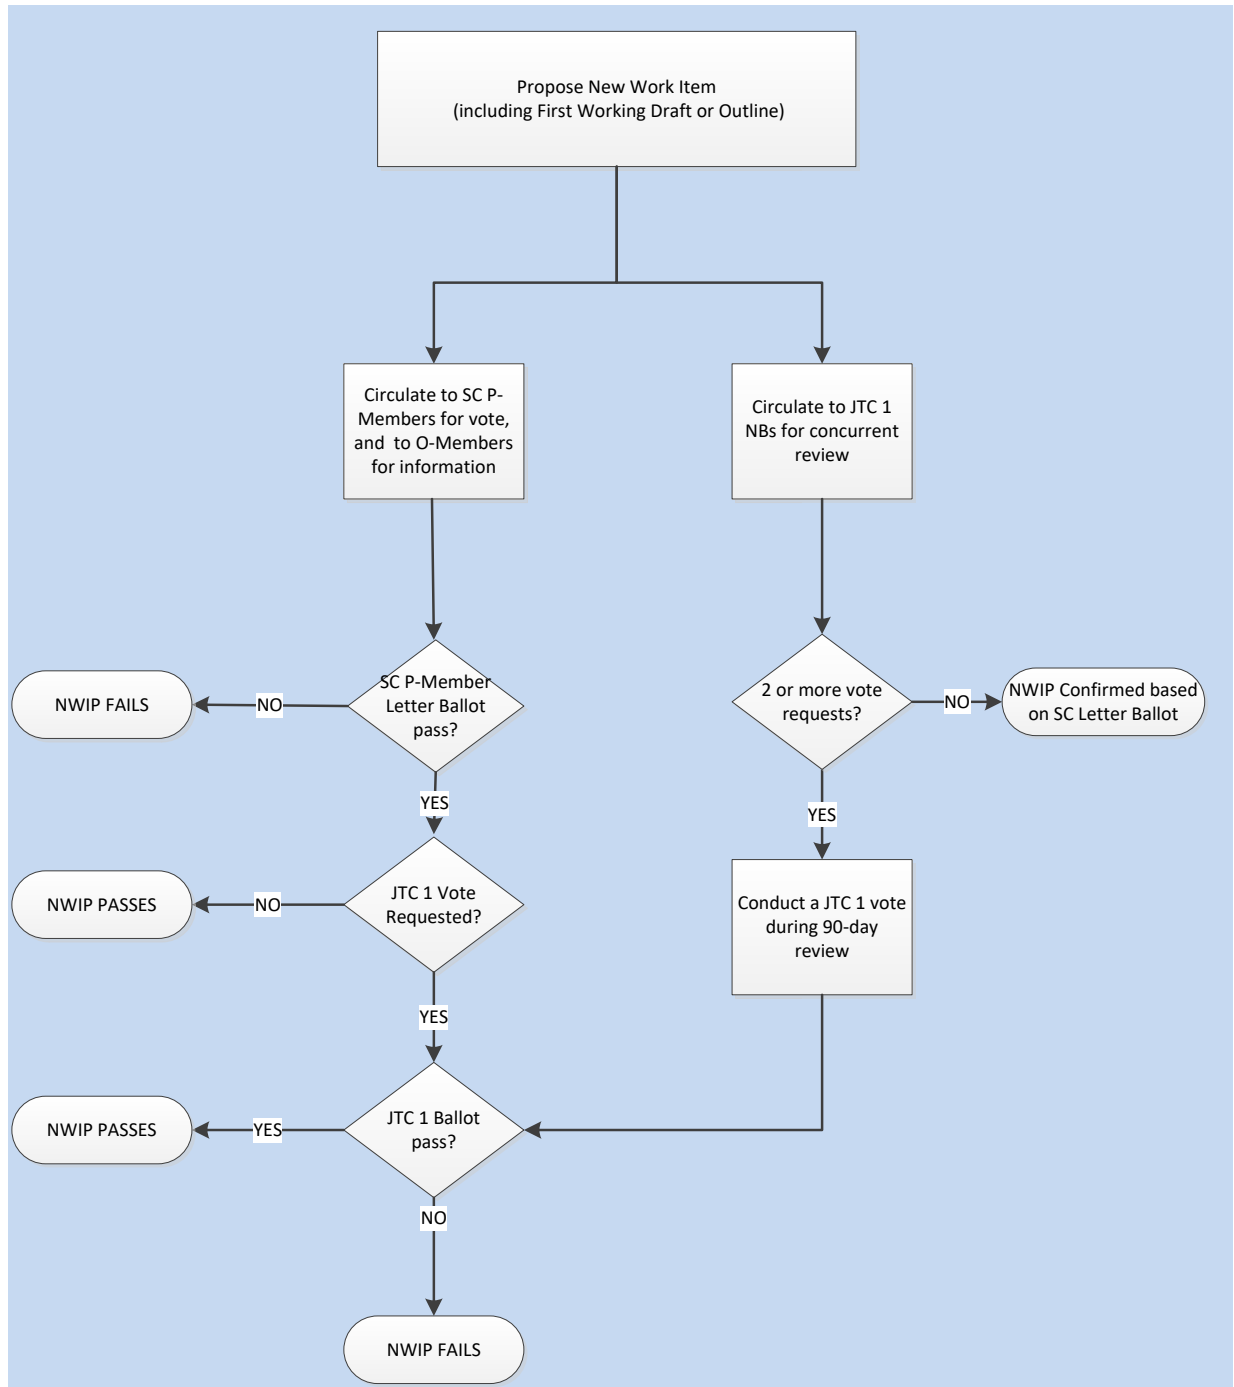 Propose New Work Item
(including First Working Draft or Outline)
Circulate to SC P-
Members for vote,
and to O-Members
for information
Circulate to JTC 1
NBs for concurrent
review
SC P-Member
Letter Ballot
pass?
NO
NWIP FAILS
2 or more vote
requests?
NO
NWIP Confirmed based
on SC Letter Ballot
YES
YES
JTC 1 Vote
Requested?
NO
NWIP PASSES
Conduct a JTC 1 vote
during 90-day
review
YES
JTC 1 Ballot
pass?
YES
NWIP PASSES
NO
NWIP FAILS